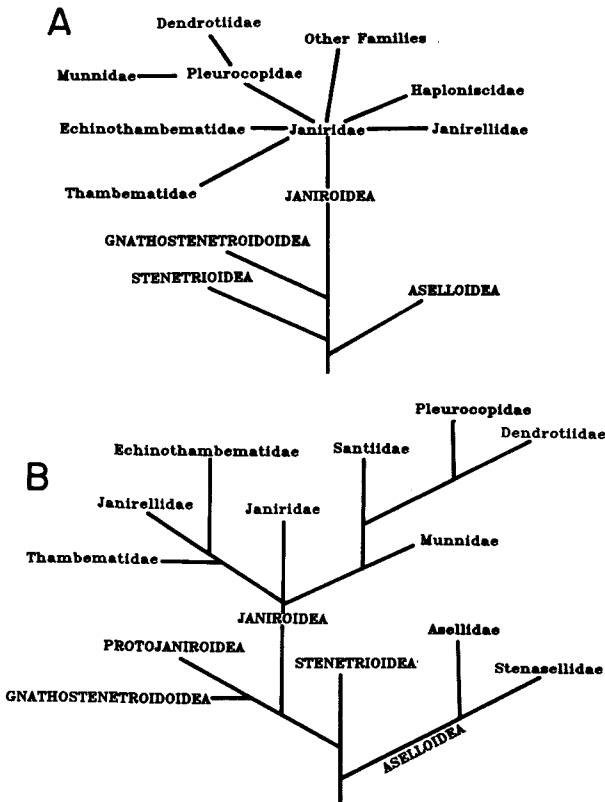 A
Dendrotiidae
Other Families
Munnidae
Pleurocopidae
Haploniscidae
Echinothambematidae
Janiridae
Janirellidae
Thambematidae
JANIROIDEA
GNATHOSTENETROIDOIDEA
STENETRIOIDEA
ASELLOIDEA
B
Pleurocopidae
Dendrotiidae
Echinothambematidae
Santiidae
Janirellidae
Janiridae
Munnidae
Thambematidae
JANIROIDEA
Asellidae
PROTOJANIROIDEA
STENETRIOIDEA
Stenasellidae
GNATHOSTENETROIDOIDEA
ASELLOIDEA